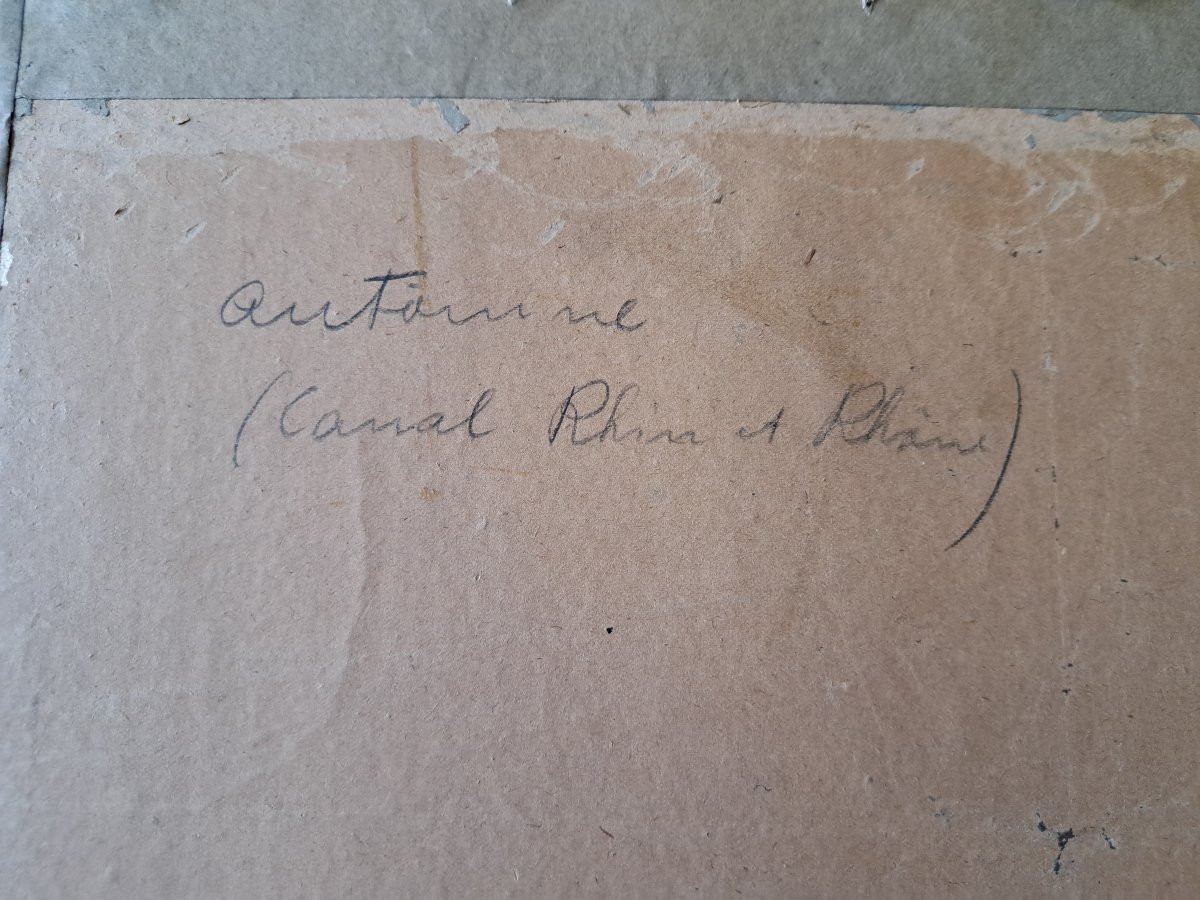 Automne
(Canal Rhin et Rhône)